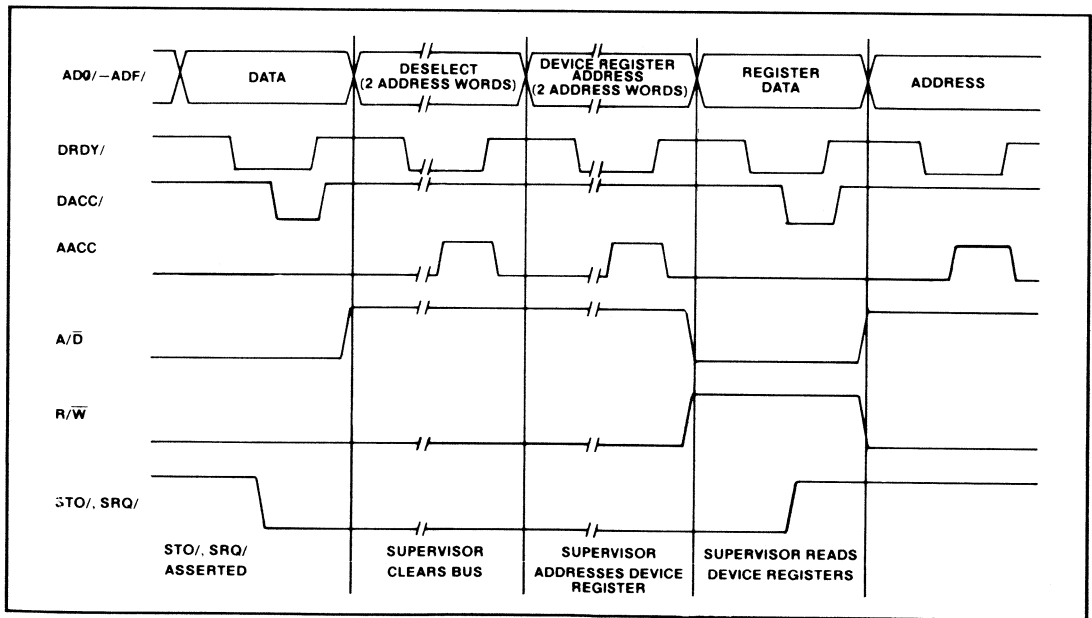 AD0/–ADF/
DATA
DESELECT
(2 ADDRESS WORDS)
DEVICE REGISTER
ADDRESS
(2 ADDRESS WORDS)
REGISTER
DATA
ADDRESS
DRDY/
DACC/
AACC
A/D̅
R/W̅
STO/, SRQ/
STO/, SRQ/
ASSERTED
SUPERVISOR
CLEARS BUS
SUPERVISOR
ADDRESSES DEVICE
REGISTER
SUPERVISOR READS
DEVICE REGISTERS